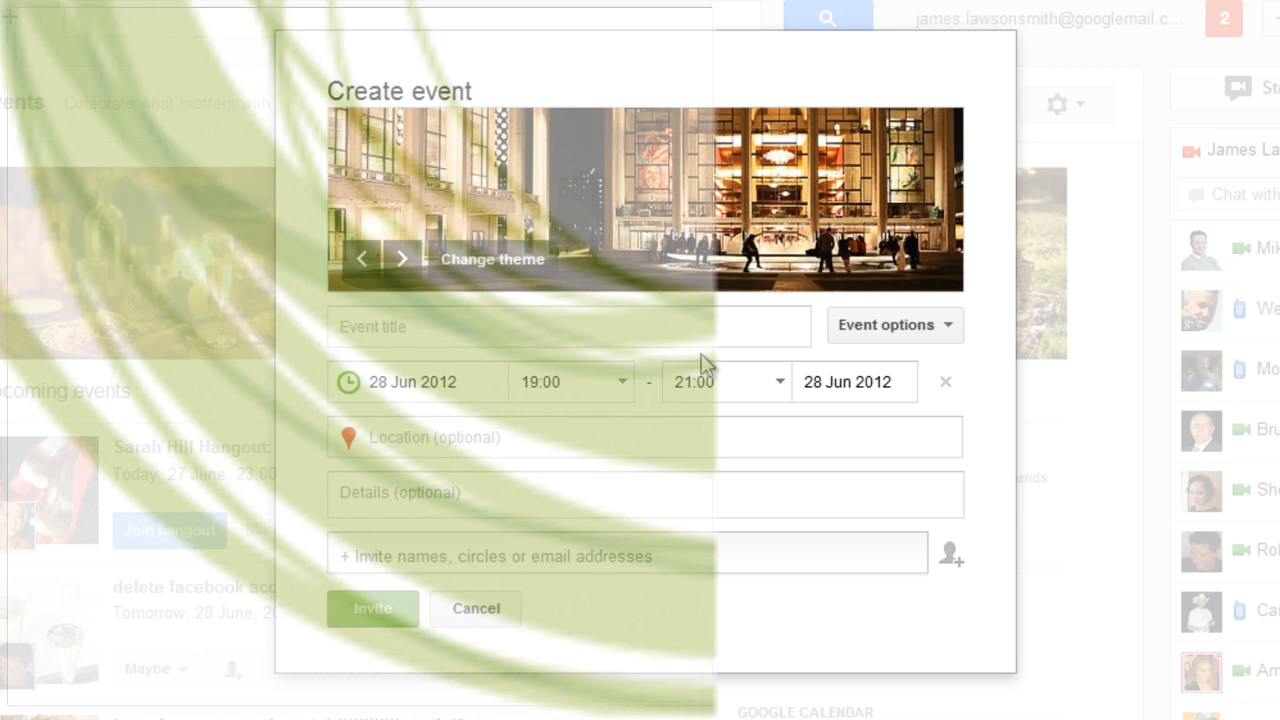 james.lawsonsmith@googlemail.c...
2
Create event
Celebrate what matters with
James La
Chat with
Change theme
Event title
Event options
28 Jun 2012 19:00 - 21:00 28 Jun 2012
upcoming events
Location (optional)
Sarah Hill Hangout:
Today, 27 June, 23:00
Details (optional)
Join hangout
+ Invite names, circles or email addresses
delete facebook acc
Tomorrow, 28 June, 2
Invite Cancel
Maybe
GOOGLE CALENDAR